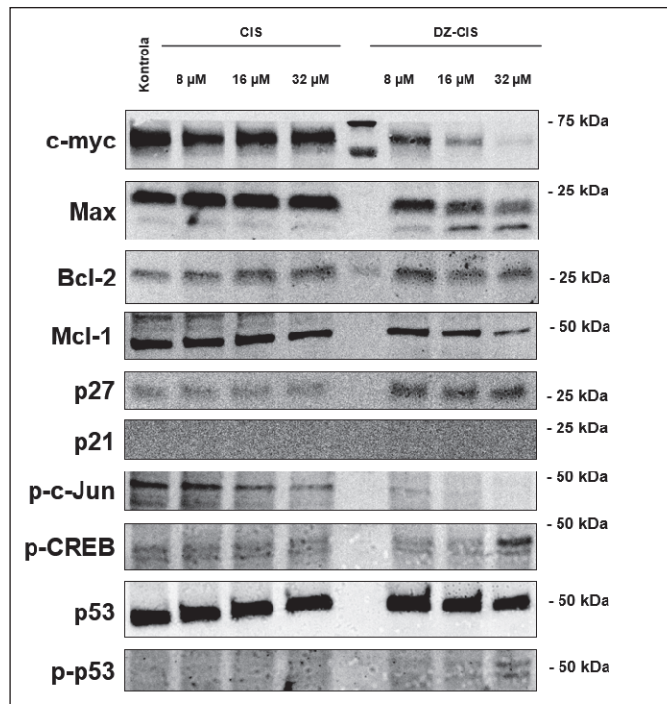 CIS DZ-CIS
Kontrola
8 µM 16 µM 32 µM 8 µM 16 µM 32 µM
c-myc - 75 kDa
Max - 25 kDa
Bcl-2 - 25 kDa
Mcl-1 - 50 kDa
p27 - 25 kDa
p21 - 25 kDa
p-c-Jun - 50 kDa
p-CREB - 50 kDa
p53 - 50 kDa
p-p53 - 50 kDa